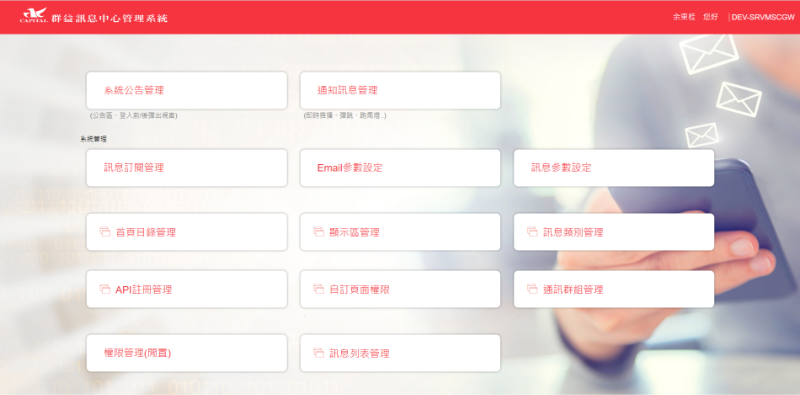 CAPITAL 群益訊息中心管理系統
余東桂 您好 | DEV-SRVMSCGW
系統公告管理
通知訊息管理
(公告區、登入前/後彈出視窗)
(即時推播、彈跳、跑馬燈..)
系統管理
訊息訂閱管理
Email參數設定
訊息參數設定
首頁目錄管理
顯示區管理
訊息類別管理
API註冊管理
自訂頁面權限
通訊群組管理
權限管理(閒置)
訊息列表管理